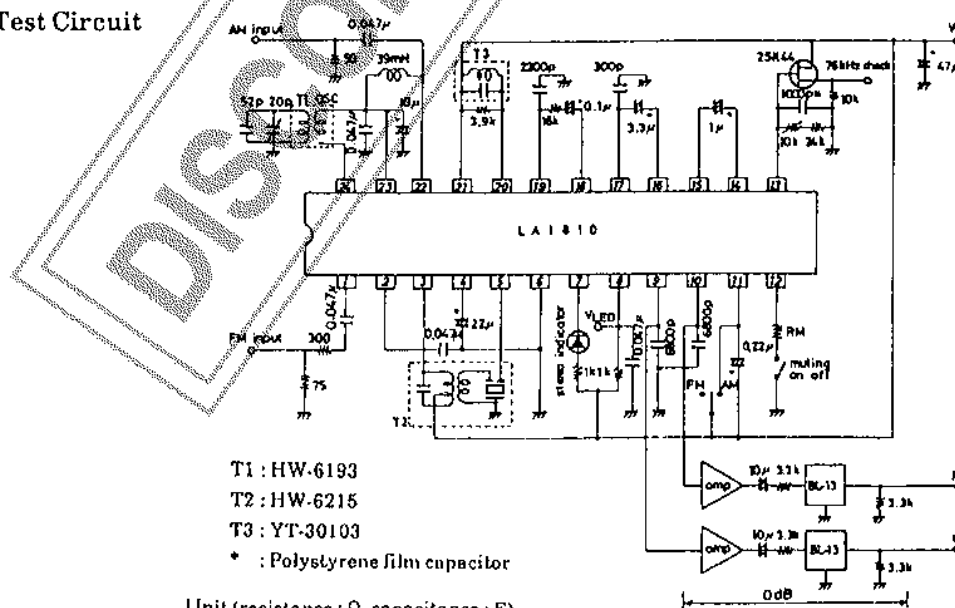 Test Circuit
DISCO
AM input
0.047μ
50
39mH
T3
52p 20p T1 OSC
0.047μ
10μ
3.9k
2200p
16k
0.1μ
300p
3.3μ
1μ
2SK44
76kHz check
10k
47μ
10k
24 23 22 21 20 19 18 17 16 15 14 13
LA1810
1 2 3 4 5 6 7 8 9 10 11 12
0.047μ
FM input
300
75
0.047μ
22μ
T2
stereo indicator
VLED
1k 1k
0.047μ
6800p
6800p
0.22μ
FM AM
RM
muting
on off
T1 : HW-6193
T2 : HW-6215
T3 : YT-30103
* : Polystyrene film capacitor
amp 10μ 3.3k BL-13
3.3k
amp 10μ 3.3k BL-13
3.3k
0dB
Unit (resistance : Ω, capacitance : F)